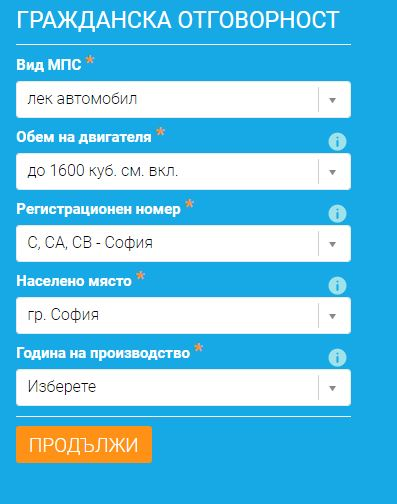 ГРАЖДАНСКА ОТГОВОРНОСТ
Вид МПС *
лек автомобил
Обем на двигателя *
до 1600 куб. см. вкл.
Регистрационен номер *
С, СА, СВ - София
Населено място *
гр. София
Година на производство *
Изберете
ПРОДЪЛЖИ